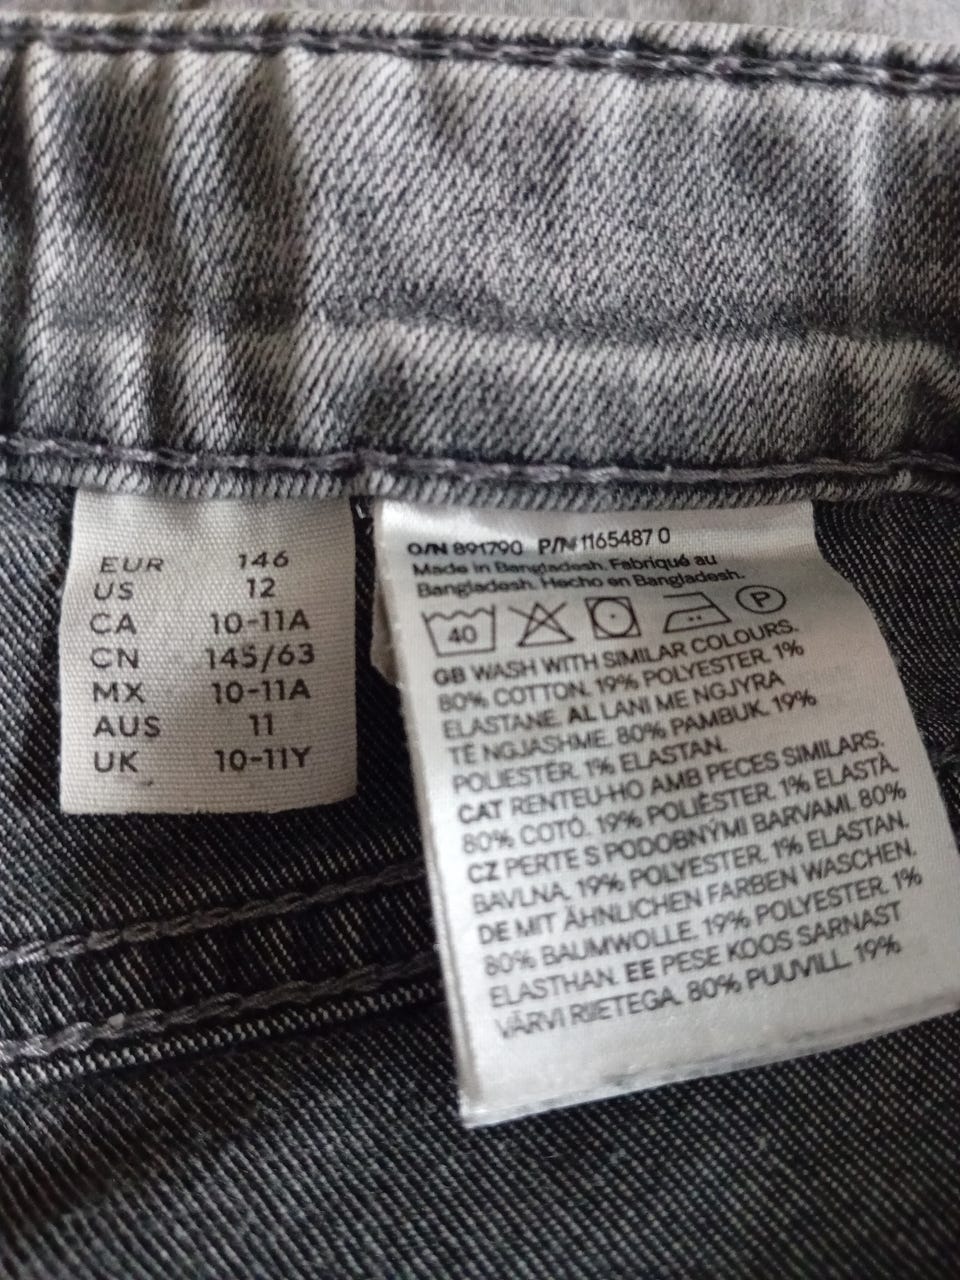 EUR 146
US 12
CA 10-11A
CN 145/63
MX 10-11A
AUS 11
UK 10-11Y
O/N 891790 P/N 1165487 0
Made in Bangladesh. Fabriqué au
Bangladesh. Hecho en Bangladesh.
40 P
GB WASH WITH SIMILAR COLOURS.
80% COTTON. 19% POLYESTER. 1%
ELASTANE. AL LANI ME NGJYRA
TË NGJASHME. 80% PAMBUK. 19%
POLIESTËR. 1% ELASTAN.
CAT RENTEU-HO AMB PECES SIMILARS.
80% COTÓ. 19% POLIÈSTER. 1% ELASTÀ.
CZ PERTE S PODOBNÝMI BARVAMI. 80%
BAVLNA. 19% POLYESTER. 1% ELASTAN.
DE MIT ÄHNLICHEN FARBEN WASCHEN.
80% BAUMWOLLE. 19% POLYESTER. 1%
ELASTHAN. EE PESE KOOS SARNAST
VÄRVI RIIETEGA. 80% PUUVILL. 19%